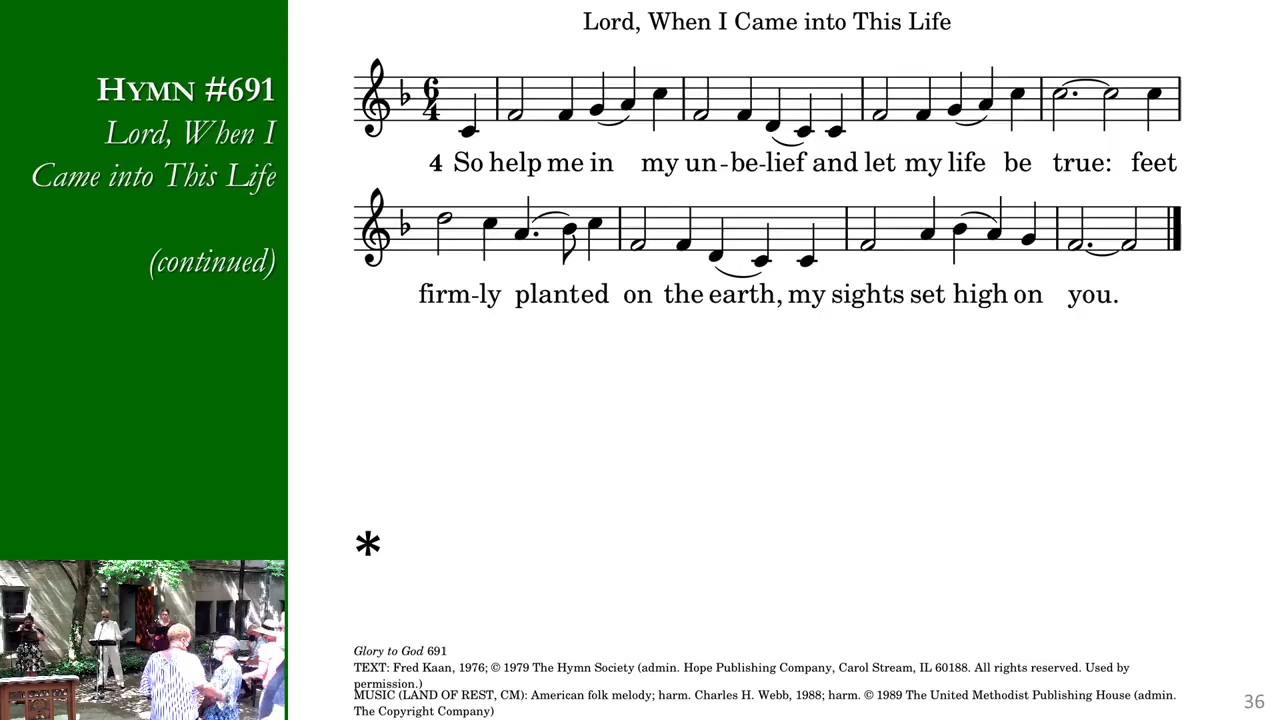 HYMN #691
Lord, When I
Came into This Life
(continued)
Lord, When I Came into This Life
6
4
4 So help me in my un-be-lief and let my life be true: feet
firm-ly planted on the earth, my sights set high on you.
*
Glory to God 691
TEXT: Fred Kaan, 1976; © 1979 The Hymn Society (admin. Hope Publishing Company, Carol Stream, IL 60188. All rights reserved. Used by
permission.)
MUSIC (LAND OF REST, CM): American folk melody; harm. Charles H. Webb, 1988; harm. © 1989 The United Methodist Publishing House (admin.
The Copyright Company)
36